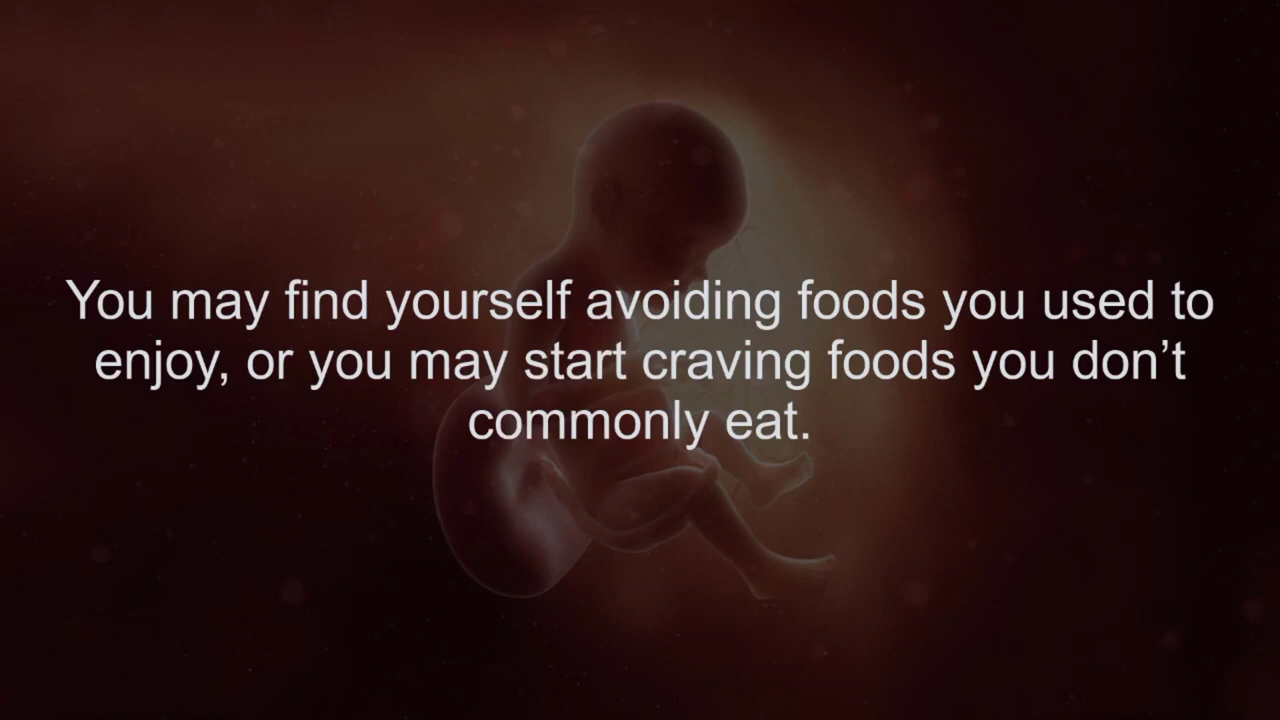 You may find yourself avoiding foods you used to
enjoy, or you may start craving foods you don’t
commonly eat.